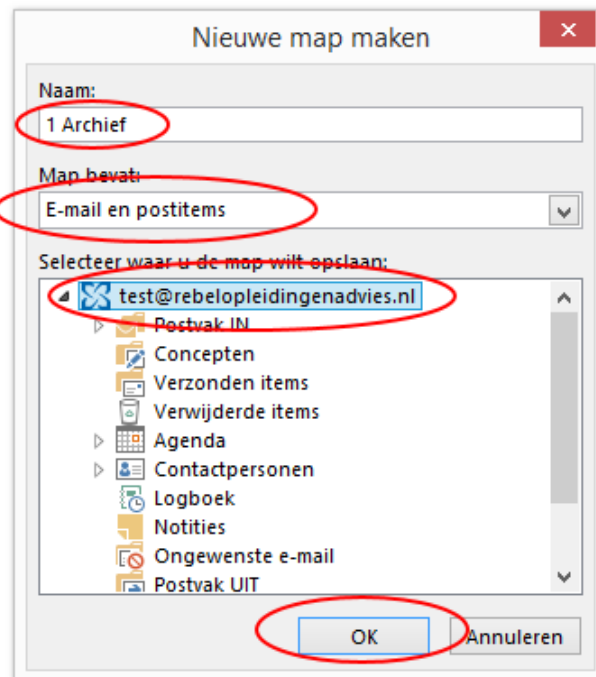 Nieuwe map maken
Naam:
1 Archief
Map bevat:
E-mail en postitems
Selecteer waar u de map wilt opslaan:
test@rebelopleidingenadvies.nl
Postvak IN
Concepten
Verzonden items
Verwijderde items
Agenda
Contactpersonen
Logboek
Notities
Ongewenste e-mail
Postvak UIT
OK Annuleren